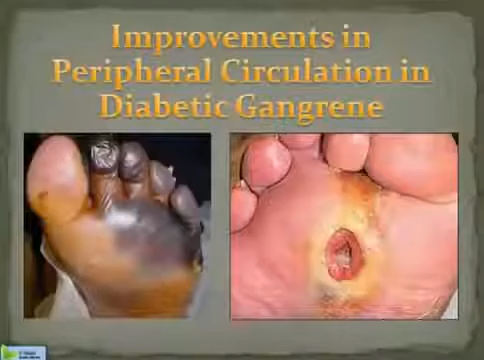 Improvements in
Peripheral Circulation in
Diabetic Gangrene